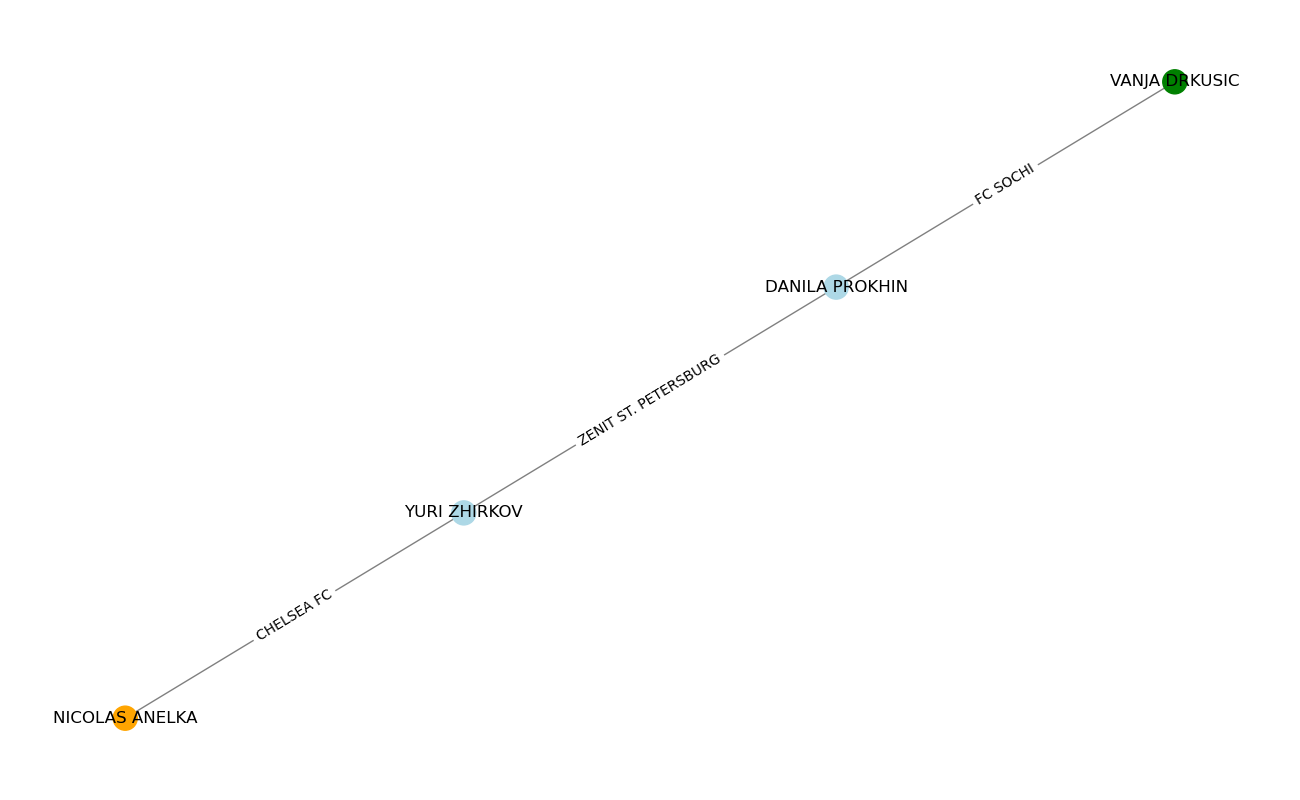 VANJA DRKUSIC
FC SOCHI
DANILA PROKHIN
ZENIT ST. PETERSBURG
YURI ZHIRKOV
CHELSEA FC
NICOLAS ANELKA